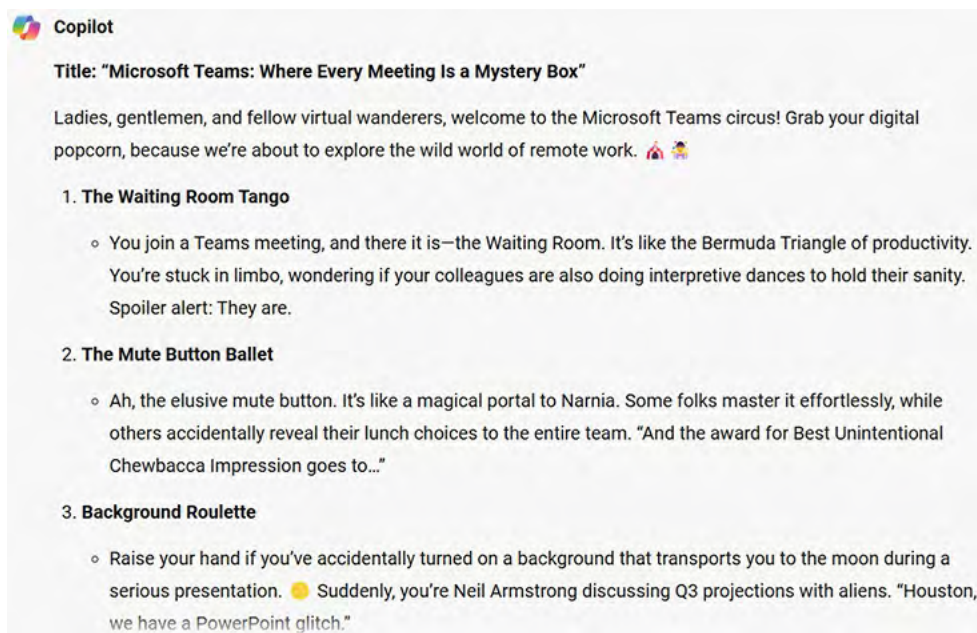 Copilot
Title: “Microsoft Teams: Where Every Meeting Is a Mystery Box”
Ladies, gentlemen, and fellow virtual wanderers, welcome to the Microsoft Teams circus! Grab your digital
popcorn, because we’re about to explore the wild world of remote work. 🎪 🤹
1. The Waiting Room Tango
◦ You join a Teams meeting, and there it is—the Waiting Room. It’s like the Bermuda Triangle of productivity.
You’re stuck in limbo, wondering if your colleagues are also doing interpretive dances to hold their sanity.
Spoiler alert: They are.
2. The Mute Button Ballet
◦ Ah, the elusive mute button. It’s like a magical portal to Narnia. Some folks master it effortlessly, while
others accidentally reveal their lunch choices to the entire team. “And the award for Best Unintentional
Chewbacca Impression goes to…”
3. Background Roulette
◦ Raise your hand if you’ve accidentally turned on a background that transports you to the moon during a
serious presentation. 🌕 Suddenly, you’re Neil Armstrong discussing Q3 projections with aliens. “Houston,
we have a PowerPoint glitch.”